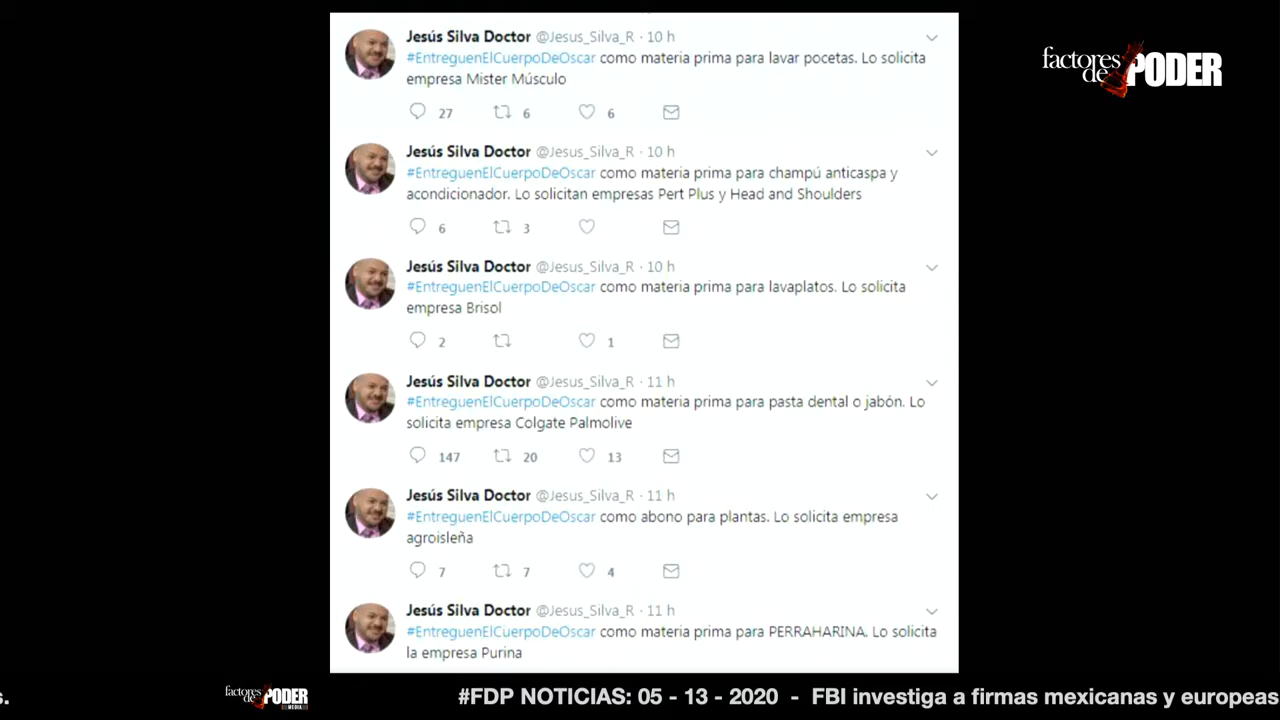 Jesús Silva Doctor @Jesus_Silva_R · 10 h
#EntreguenElCuerpoDeOscar como materia prima para lavar pocetas. Lo solicita
empresa Mister Músculo
27 6 6
Jesús Silva Doctor @Jesus_Silva_R · 10 h
#EntreguenElCuerpoDeOscar como materia prima para champú anticaspa y
acondicionador. Lo solicitan empresas Pert Plus y Head and Shoulders
6 3
Jesús Silva Doctor @Jesus_Silva_R · 10 h
#EntreguenElCuerpoDeOscar como materia prima para lavaplatos. Lo solicita
empresa Brisol
2 1
Jesús Silva Doctor @Jesus_Silva_R · 11 h
#EntreguenElCuerpoDeOscar como materia prima para pasta dental o jabón. Lo
solicita empresa Colgate Palmolive
147 20 13
Jesús Silva Doctor @Jesus_Silva_R · 11 h
#EntreguenElCuerpoDeOscar como abono para plantas. Lo solicita empresa
agroisleña
7 7 4
Jesús Silva Doctor @Jesus_Silva_R · 11 h
#EntreguenElCuerpoDeOscar como materia prima para PERRAHARINA. Lo solicita
la empresa Purina
factores
de PODER
s.
factores
de PODER
MEDIA
#FDP NOTICIAS: 05 - 13 - 2020 - FBI investiga a firmas mexicanas y europeas